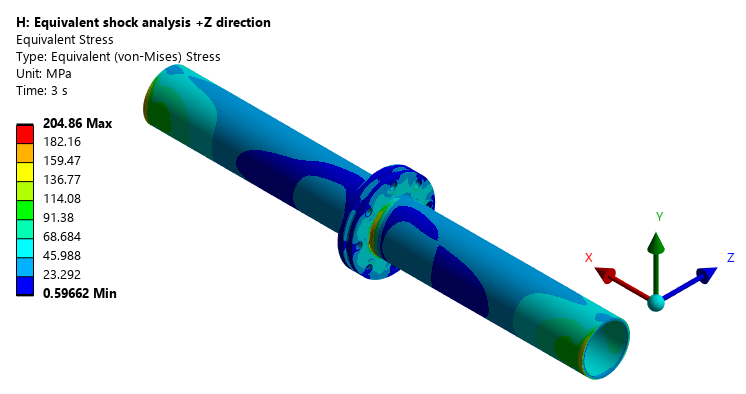 H: Equivalent shock analysis +Z direction
Equivalent Stress
Type: Equivalent (von-Mises) Stress
Unit: MPa
Time: 3 s
204.86 Max
182.16
159.47
136.77
114.08
91.38
68.684
45.988
23.292
0.59662 Min
Y
X
Z